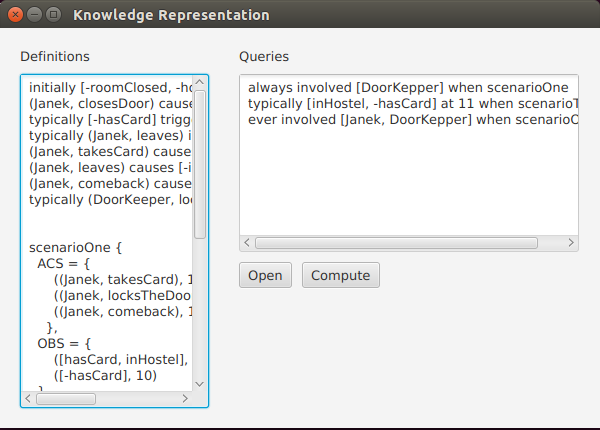 Knowledge Representation
Definitions
initially [-roomClosed, -ho
(Janek, closesDoor) cause
typically [-hasCard] trigge
typically (Janek, leaves) i
(Janek, takesCard) cause
(Janek, leaves) causes [-i
(Janek, comeback) cause
typically (DoorKeeper, loc
scenarioOne {
ACS = {
((Janek, takesCard), 1
((Janek, locksTheDoo
((Janek, comeback), 1
},
OBS = {
([hasCard, inHostel],
([-hasCard], 10)
Queries
always involved [DoorKepper] when scenarioOne
typically [inHostel, -hasCard] at 11 when scenarioT
ever involved [Janek, DoorKepper] when scenarioO
Open
Compute